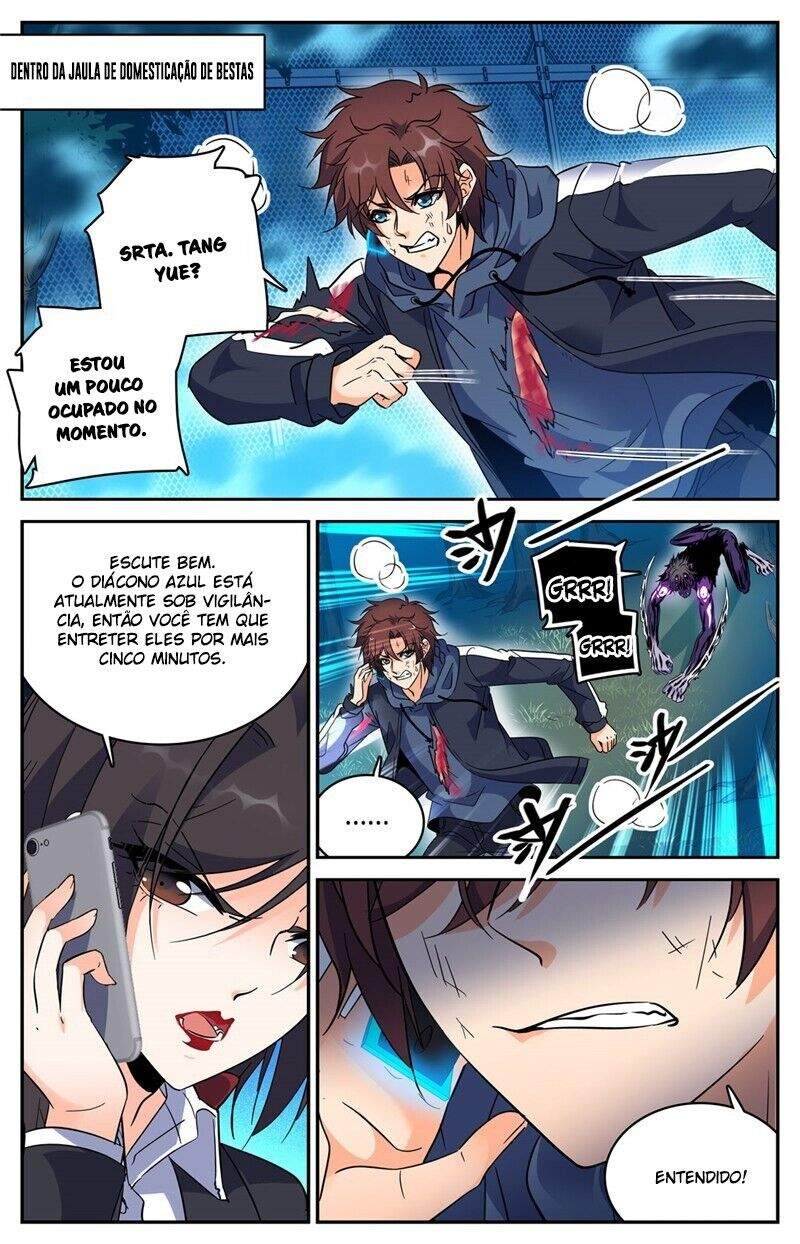 DENTRO DA JAULA DE DOMESTICAÇÃO DE BESTAS
SRTA. TANG
YUE?
ESTOU
UM POUCO
OCUPADO NO
MOMENTO.
ESCUTE BEM.
O DIÁCONO AZUL ESTÁ
ATUALMENTE SOB VIGILÂN-
CIA, ENTÃO VOCÊ TEM QUE
ENTRETER ELES POR MAIS
CINCO MINUTOS.
GRRR!
GRRR!
......
ENTENDIDO!